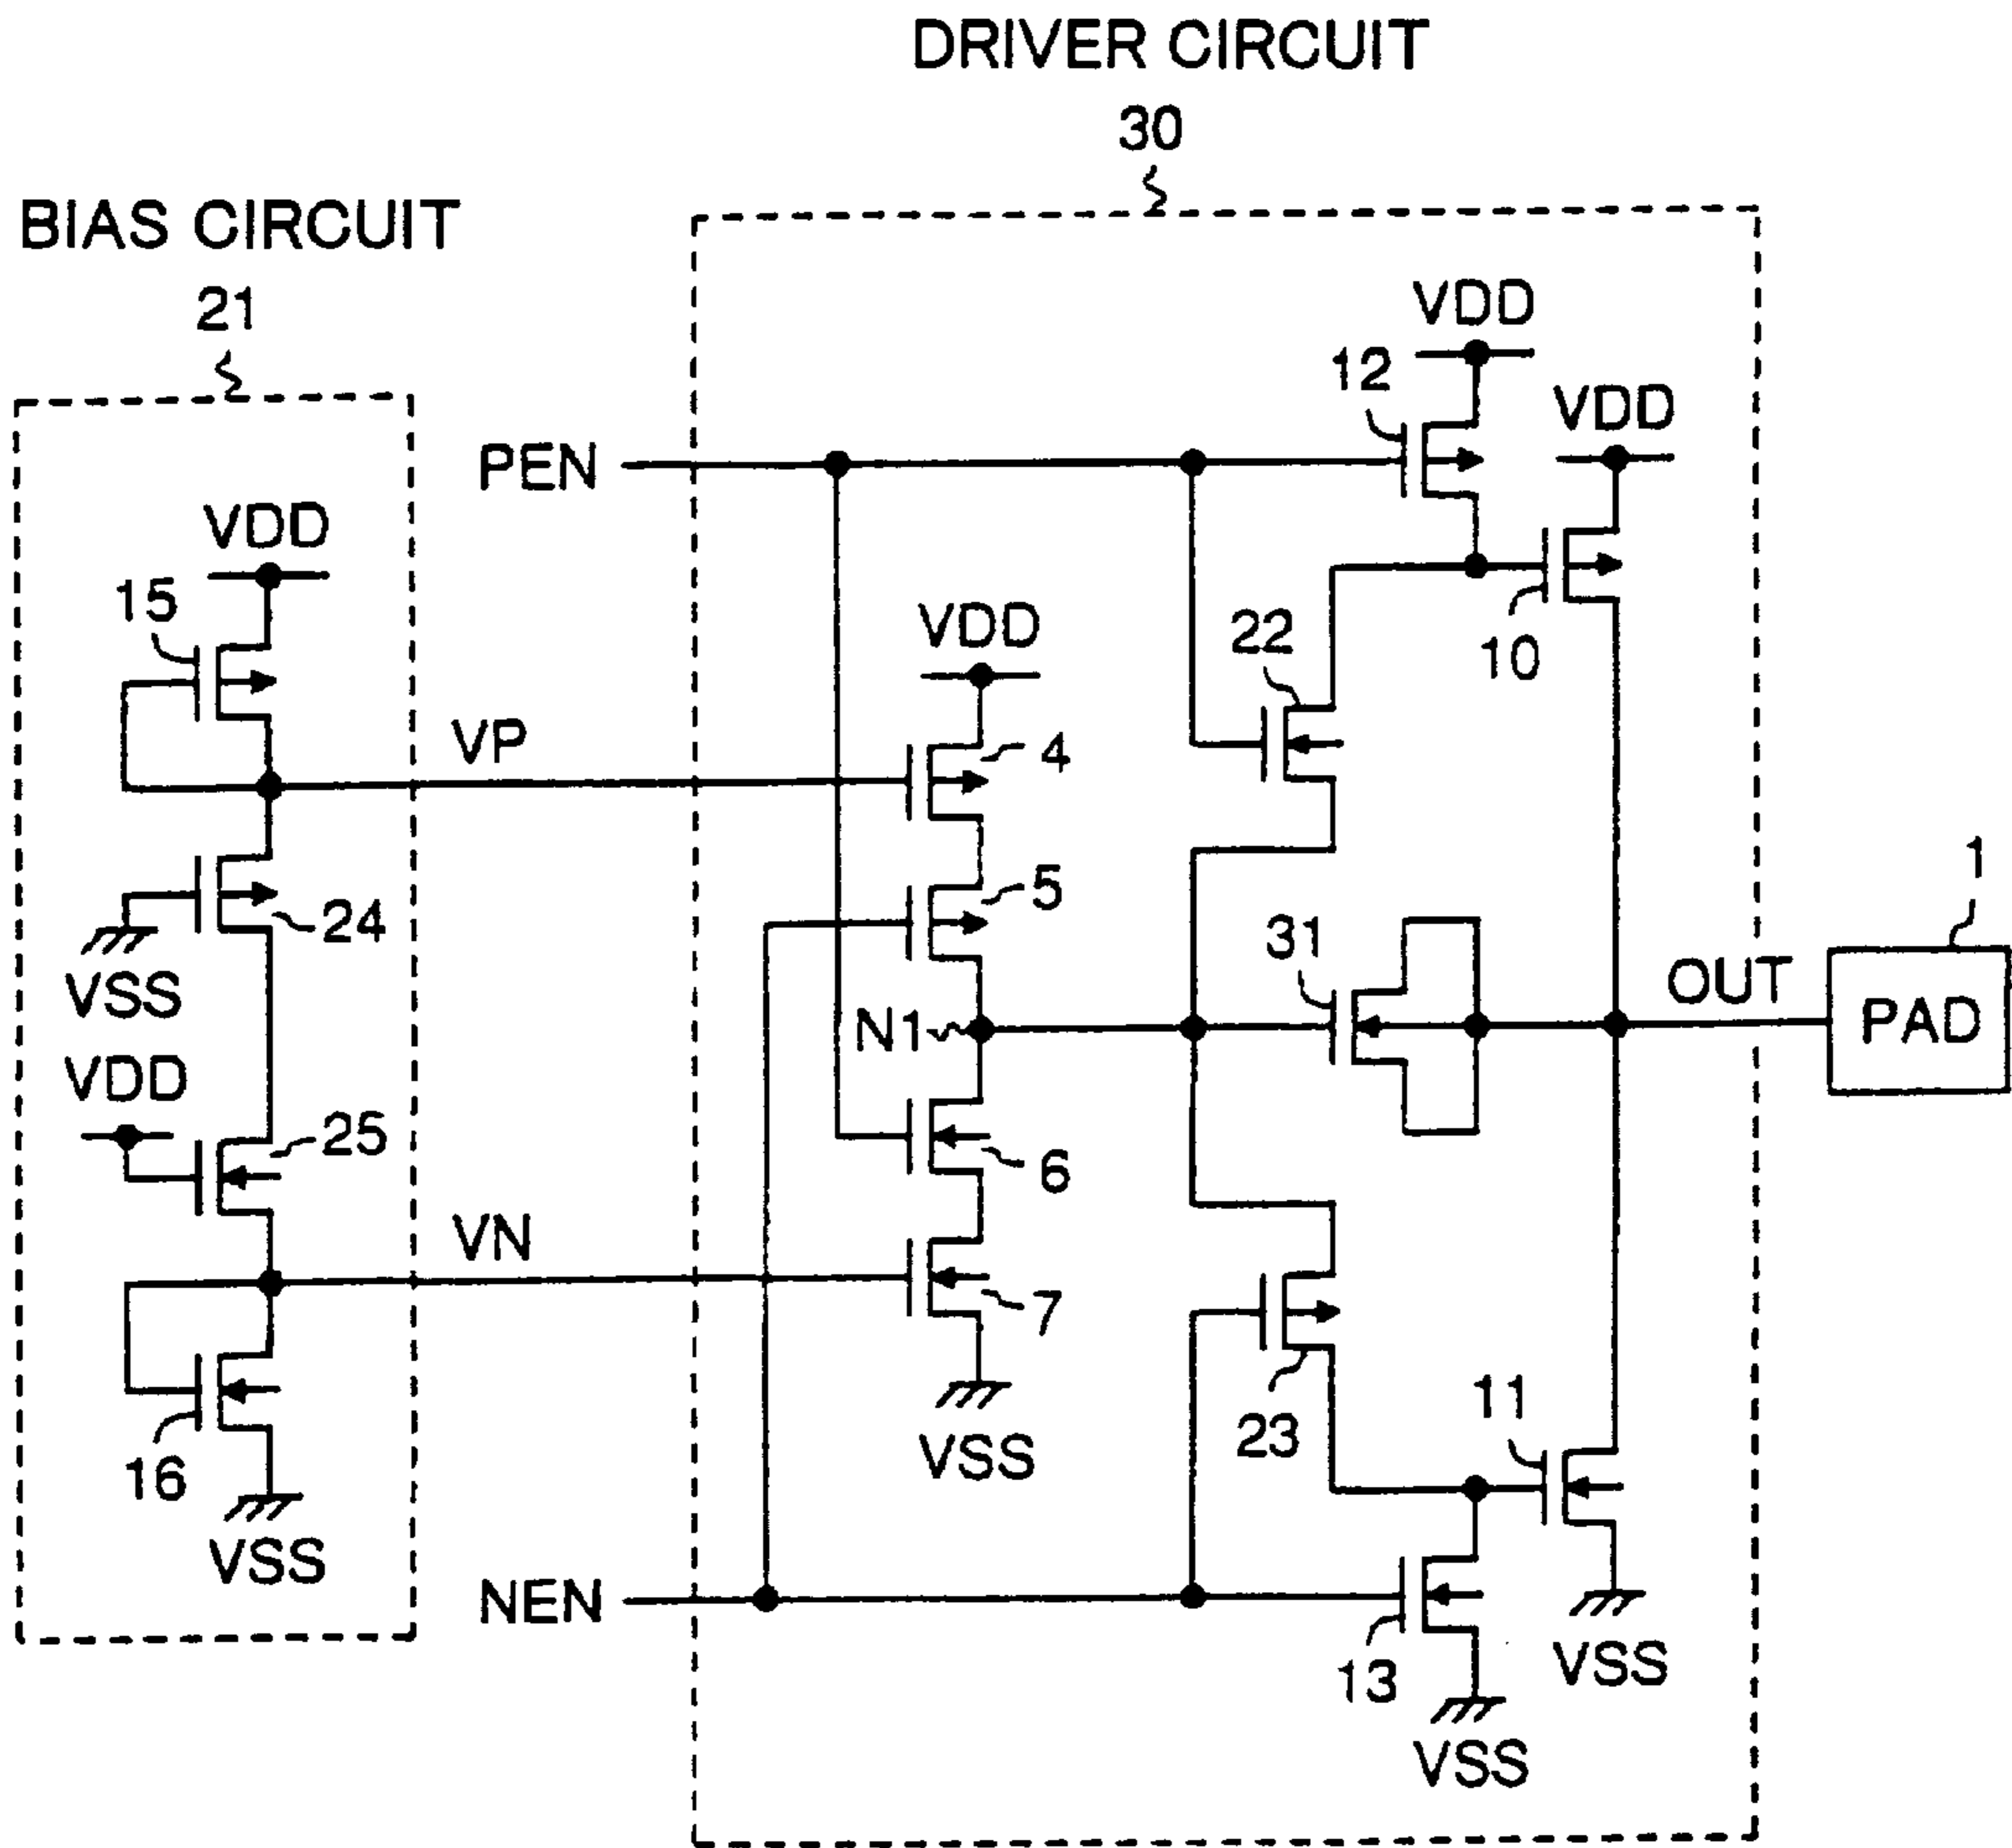 DRIVER CIRCUIT
30
BIAS CIRCUIT
21
VDD
12
VDD
PEN
VDD
15
10
22
VDD
VP
4
5
24
VSS
31
1
OUT
PAD
N1
VDD
25
6
VN
7
23
11
16
VSS
VSS
NEN
13
VSS
VSS